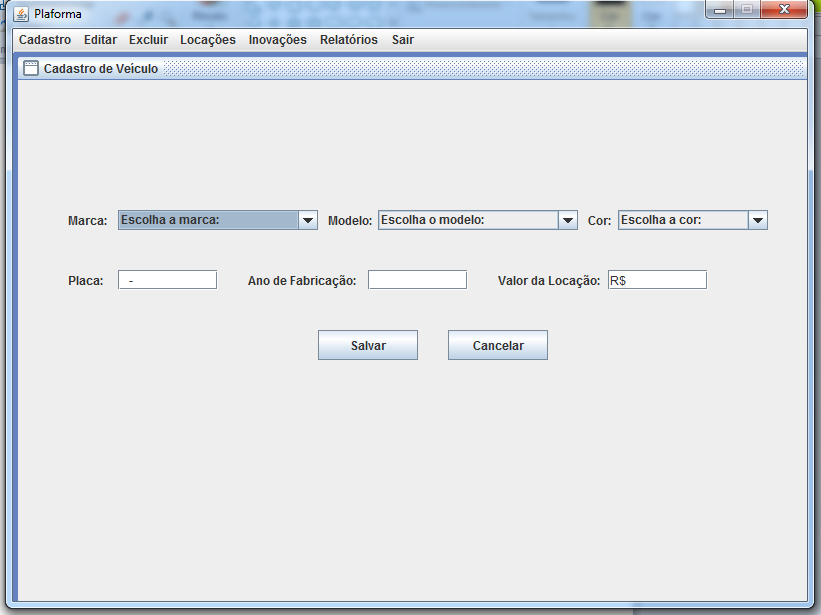 Plaforma
Cadastro Editar Excluir Locações Inovações Relatórios Sair
Cadastro de Veículo
Marca: Escolha a marca: Modelo: Escolha o modelo: Cor: Escolha a cor:
Placa: - Ano de Fabricação: Valor da Locação: R$
Salvar Cancelar